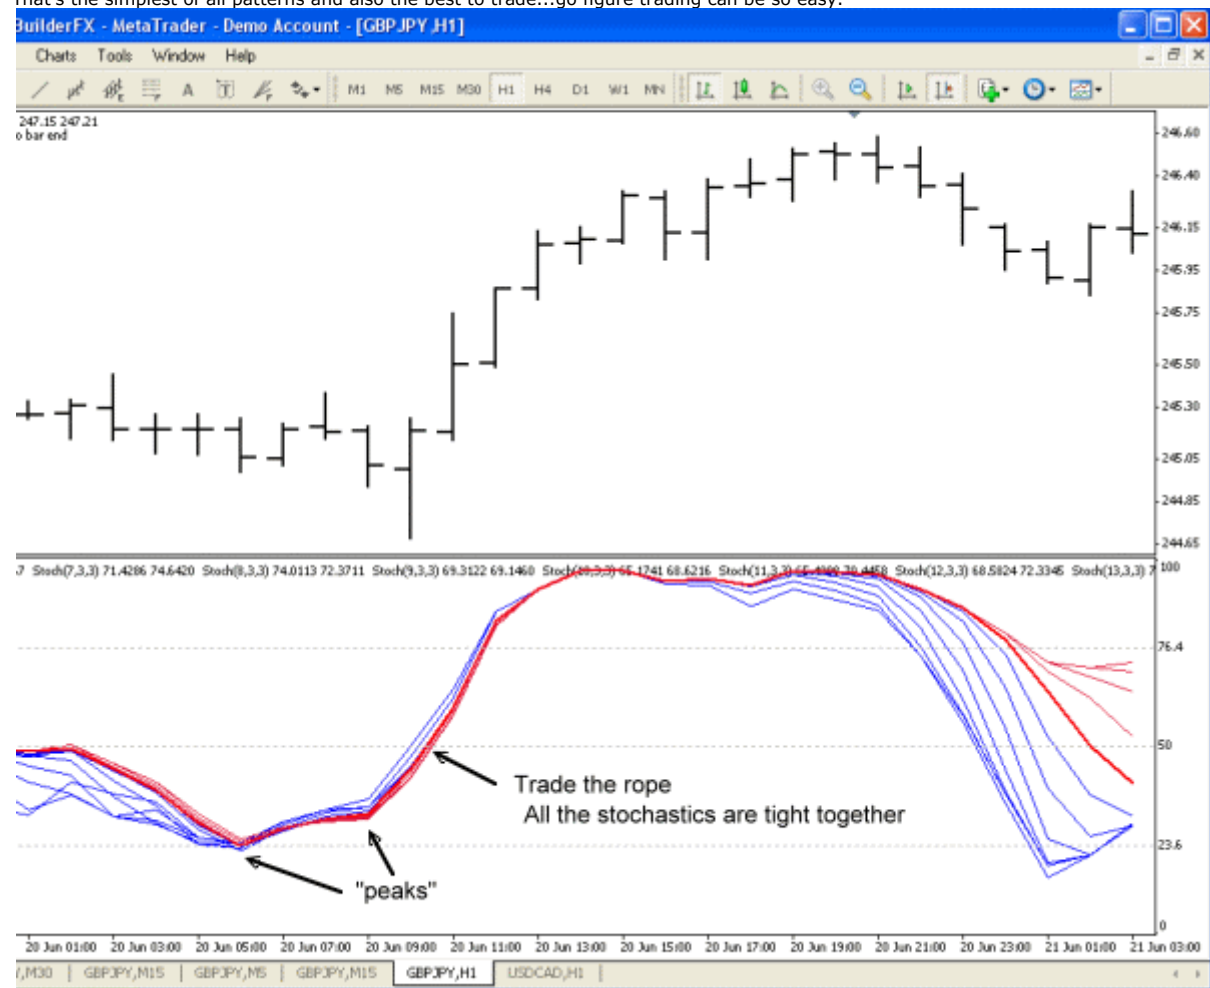 That's the simplest of all patterns and also the best to trade...go figure trading can be so easy.
BuilderFX - MetaTrader - Demo Account - [GBPJPY,H1]
Charts Tools Window Help
A T M1 M5 M15 M30 H1 H4 D1 W1 MN
247.15 247.21
o bar end
246.60
246.40
246.15
245.95
245.75
245.50
245.30
245.05
244.85
244.65
Stoch(7,3,3) 71.4286 74.6420 Stoch(8,3,3) 74.0113 72.3711 Stoch(9,3,3) 69.3122 69.1460 68.6216 Stoch(12,3,3) 68.5824 72.3345 Stoch(13,3,3) 7
100
76.4
50
Trade the rope
All the stochastics are tight together
23.6
"peaks"
0
20 Jun 01:00 20 Jun 03:00 20 Jun 05:00 20 Jun 07:00 20 Jun 09:00 20 Jun 11:00 20 Jun 13:00 20 Jun 15:00 20 Jun 17:00 20 Jun 19:00 20 Jun 21:00 20 Jun 23:00 21 Jun 01:00 21 Jun 03:00
,M30 | GBPJPY,M15 | GBPJPY,M5 | GBPJPY,M15 | GBPJPY,H1 | USDCAD,H1 |